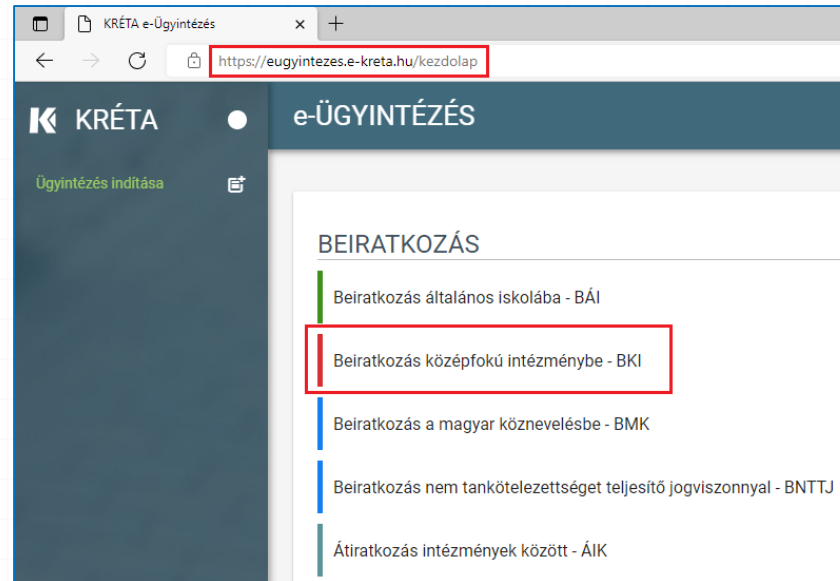 KRÉTA e-Ügyintézés
https://eugyintezes.e-kreta.hu/kezdolap
KRÉTA
e-ÜGYINTÉZÉS
Ügyintézés indítása
BEIRATKOZÁS
Beiratkozás általános iskolába - BÁI
Beiratkozás középfokú intézménybe - BKI
Beiratkozás a magyar köznevelésbe - BMK
Beiratkozás nem tankötelezettséget teljesítő jogviszonnyal - BNTTJ
Átiratkozás intézmények között - ÁIK